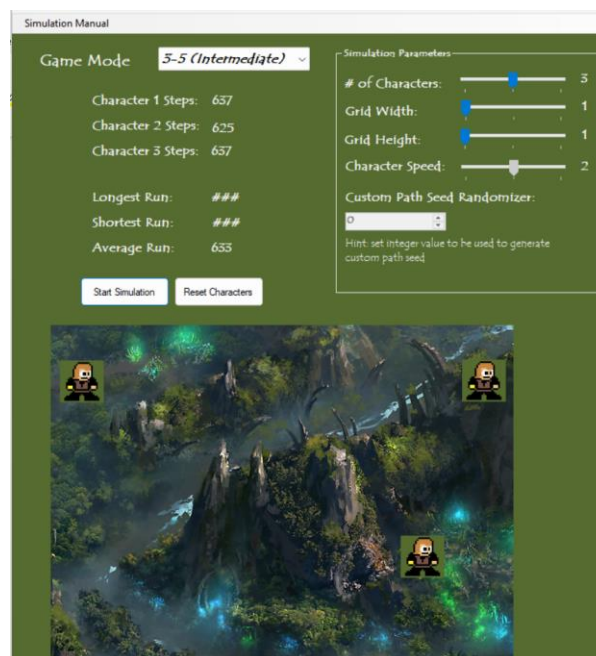 Simulation Manual
Game Mode 3-5 (Intermediate)
Character 1 Steps: 637
Character 2 Steps: 625
Character 3 Steps: 637
Longest Run: ###
Shortest Run: ###
Average Run: 633
Start Simulation Reset Characters
Simulation Parameters
# of Characters: 3
Grid Width: 1
Grid Height: 1
Character Speed: 2
Custom Path Seed Randomizer:
0
Hint: set integer value to be used to generate
custom path seed